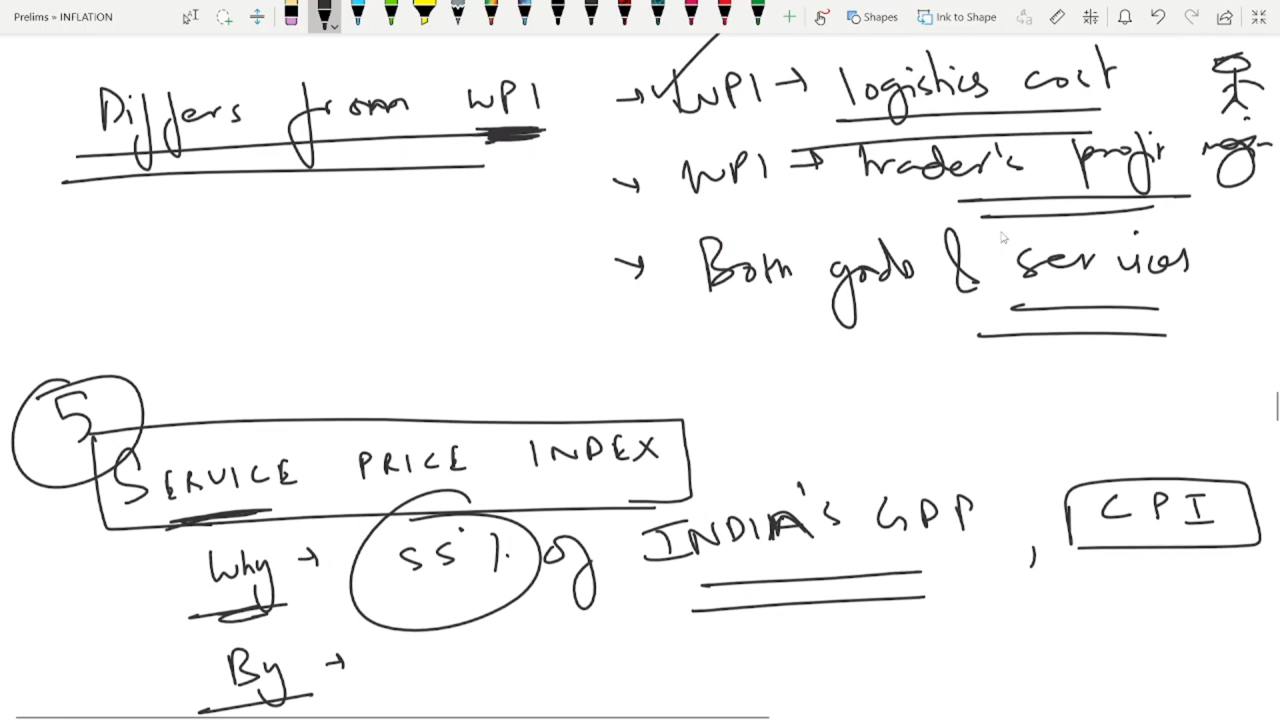 Prelims » INFLATION
Shapes
Ink to Shape
Differs from WPI
→ WPI → logistics cost
→ WPI → trader's profit
→ Both goods & services
5
SERVICE PRICE INDEX
Why → 55% of INDIA's GDP, CPI
By →